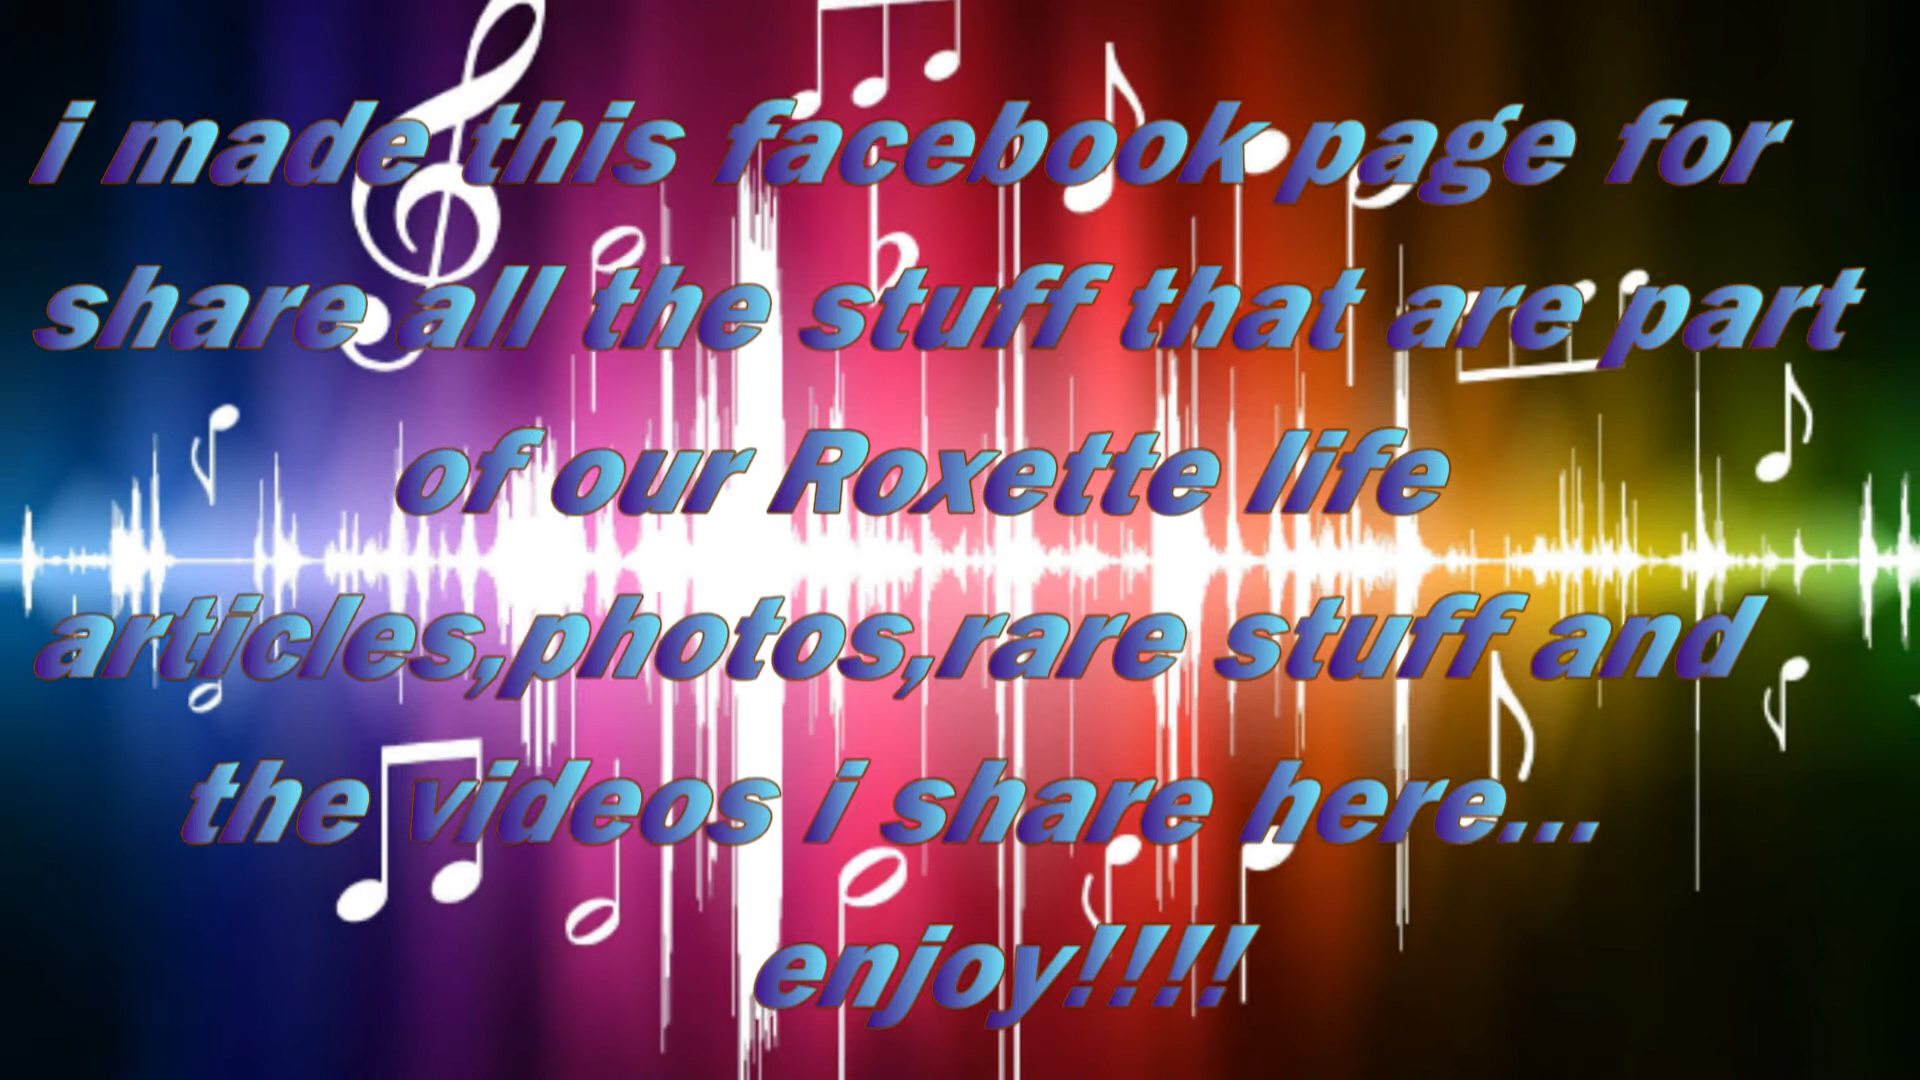 i made this facebook page for
share all the stuff that are part
of our Roxette life
articles,photos,rare stuff and
the videos i share here...
enjoy!!!!